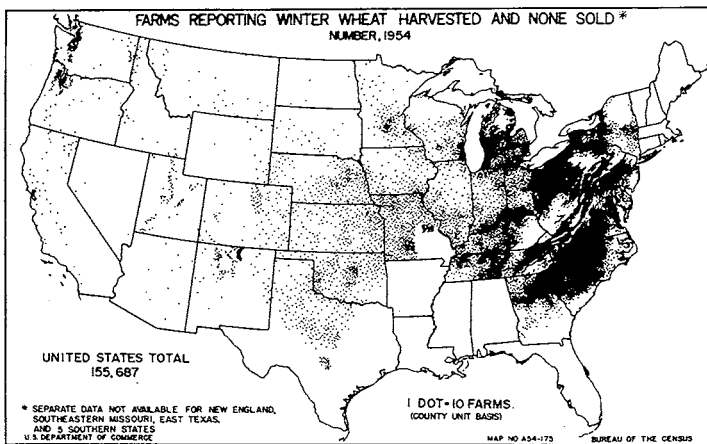 FARMS REPORTING WINTER WHEAT HARVESTED AND NONE SOLD*
NUMBER, 1954
UNITED STATES TOTAL
155,687
* SEPARATE DATA NOT AVAILABLE FOR NEW ENGLAND,
SOUTHEASTERN MISSOURI, EAST TEXAS,
AND 5 SOUTHERN STATES
U.S. DEPARTMENT OF COMMERCE
1 DOT=10 FARMS.
(COUNTY UNIT BASIS)
MAP NO A54-175
BUREAU OF THE CENSUS